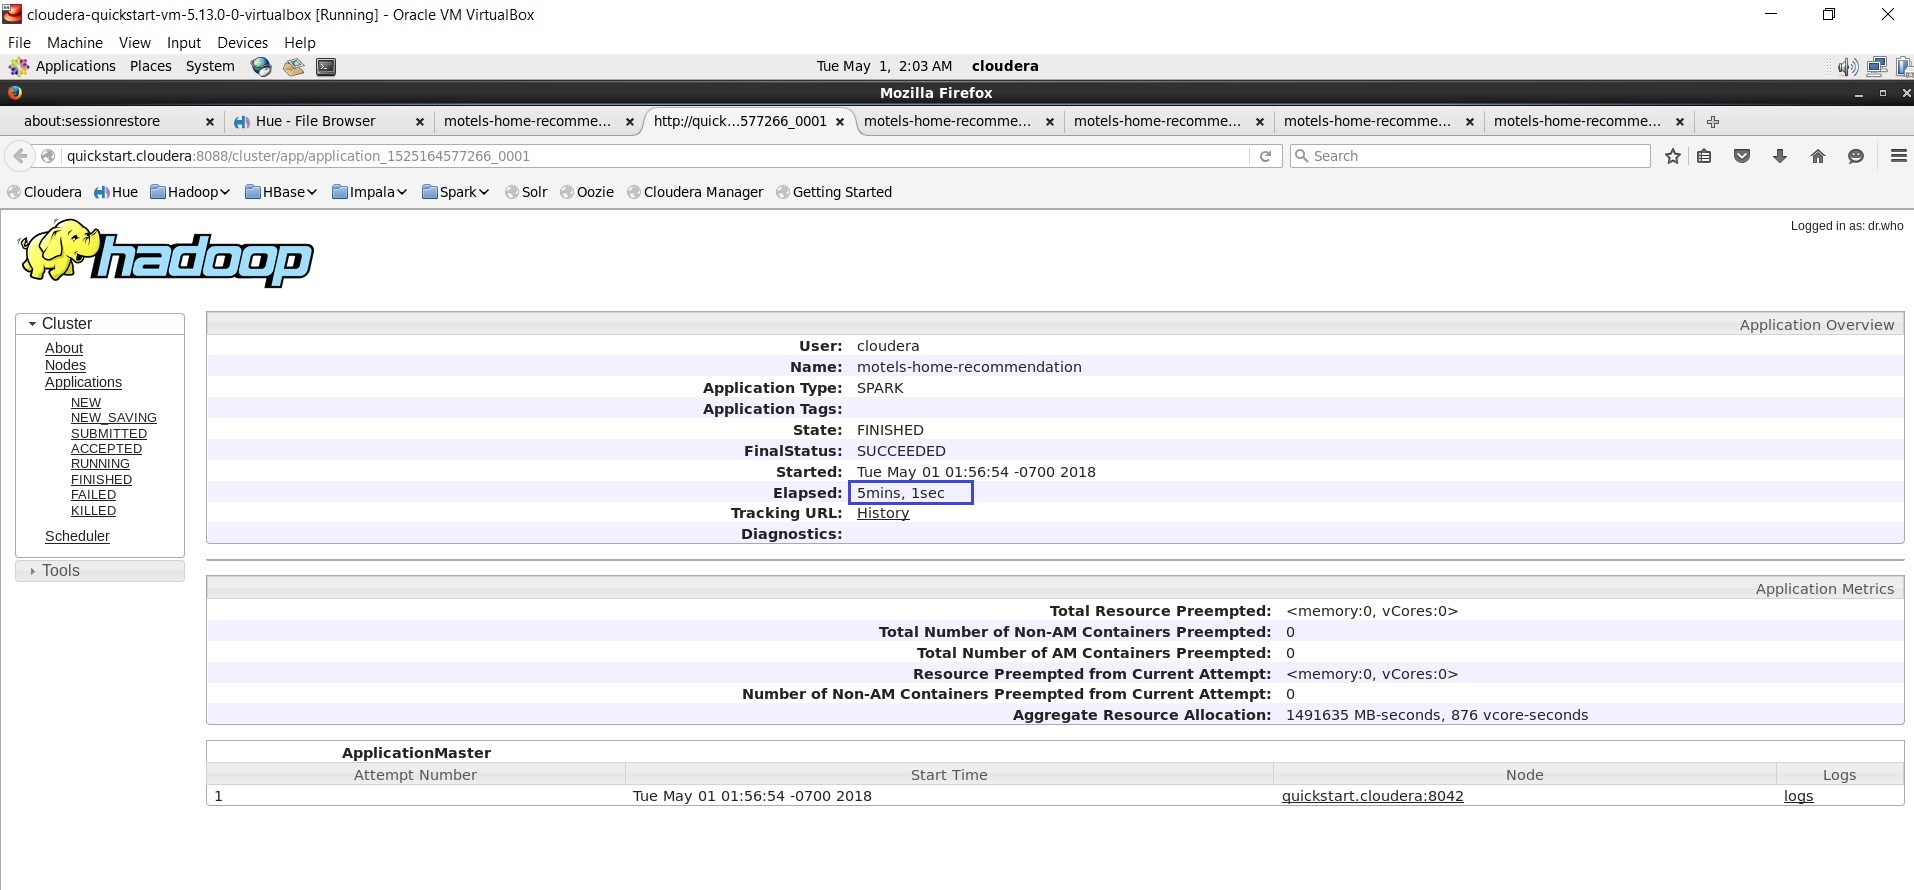 cloudera-quickstart-vm-5.13.0-0-virtualbox [Running] - Oracle VM VirtualBox
File Machine View Input Devices Help
Applications Places System Tue May 1, 2:03 AM cloudera
Mozilla Firefox
about:sessionrestore Hue - File Browser motels-home-recomme... http://quick...577266_0001 motels-home-recomme... motels-home-recomme... motels-home-recomme... motels-home-recomme...
quickstart.cloudera:8088/cluster/app/application_1525164577266_0001 Search
Cloudera Hue Hadoop HBase Impala Spark Solr Oozie Cloudera Manager Getting Started
Logged in as: dr.who
hadoop
Cluster
About
Nodes
Applications
NEW
NEW_SAVING
SUBMITTED
ACCEPTED
RUNNING
FINISHED
FAILED
KILLED
Scheduler
Tools
Application Overview
User: cloudera
Name: motels-home-recommendation
Application Type: SPARK
Application Tags:
State: FINISHED
FinalStatus: SUCCEEDED
Started: Tue May 01 01:56:54 -0700 2018
Elapsed: 5mins, 1sec
Tracking URL: History
Diagnostics:
Application Metrics
Total Resource Preempted: <memory:0, vCores:0>
Total Number of Non-AM Containers Preempted: 0
Total Number of AM Containers Preempted: 0
Resource Preempted from Current Attempt: <memory:0, vCores:0>
Number of Non-AM Containers Preempted from Current Attempt: 0
Aggregate Resource Allocation: 1491635 MB-seconds, 876 vcore-seconds
ApplicationMaster
Attempt Number Start Time Node Logs
1 Tue May 01 01:56:54 -0700 2018 quickstart.cloudera:8042 logs